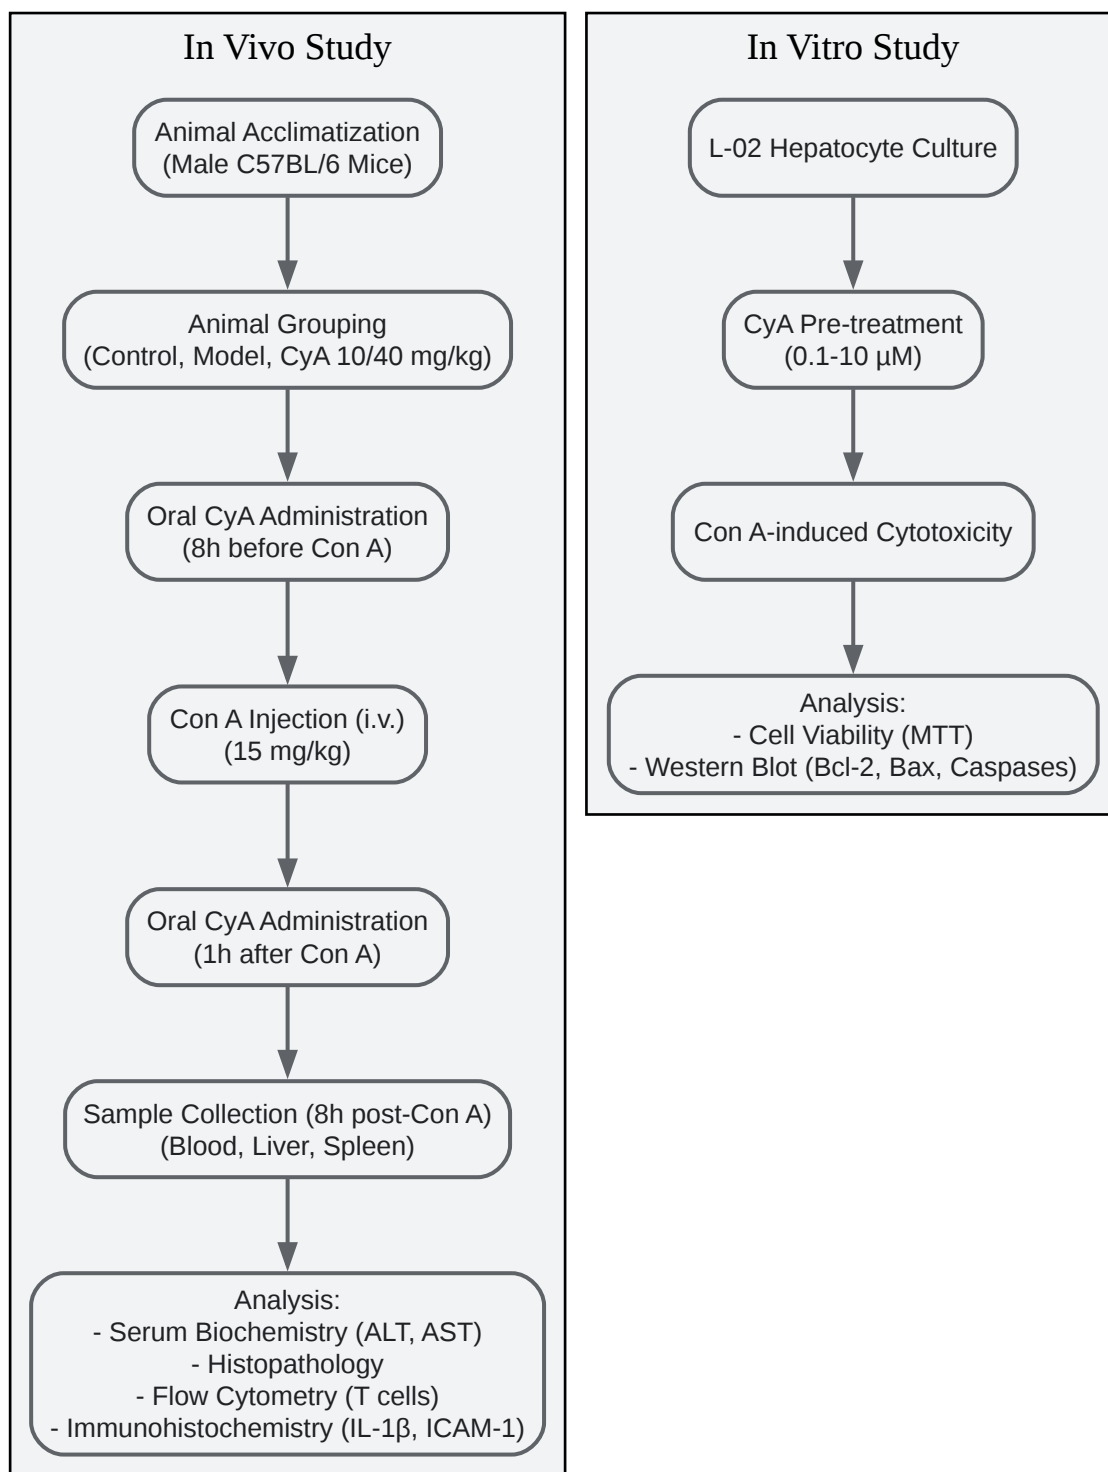 In Vivo Study
Animal Acclimatization
(Male C57BL/6 Mice)
Animal Grouping
(Control, Model, CyA 10/40 mg/kg)
Oral CyA Administration
(8h before Con A)
Con A Injection (i.v.)
(15 mg/kg)
Oral CyA Administration
(1h after Con A)
Sample Collection (8h post-Con A)
(Blood, Liver, Spleen)
Analysis:
- Serum Biochemistry (ALT, AST)
- Histopathology
- Flow Cytometry (T cells)
- Immunohistochemistry (IL-1β, ICAM-1)
In Vitro Study
L-02 Hepatocyte Culture
CyA Pre-treatment
(0.1-10 µM)
Con A-induced Cytotoxicity
Analysis:
- Cell Viability (MTT)
- Western Blot (Bcl-2, Bax, Caspases)